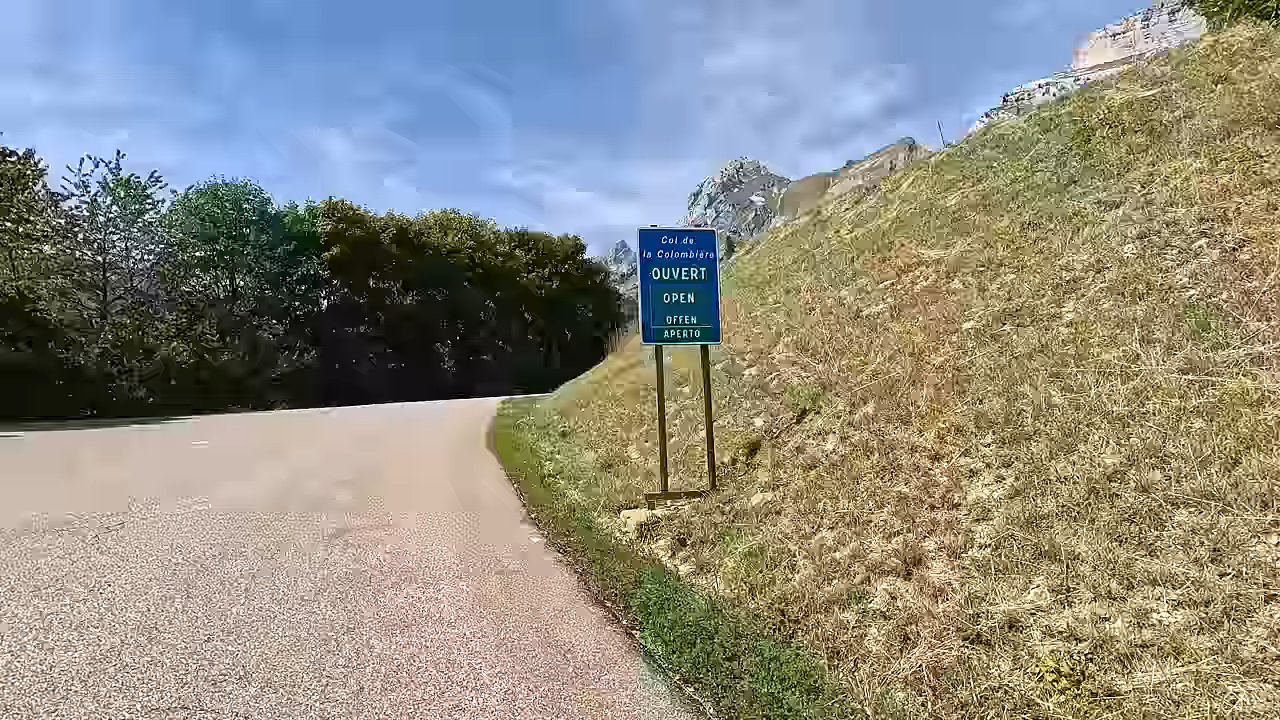 Col de
la Colombière
OUVERT
OPEN
OFFEN
APERTO